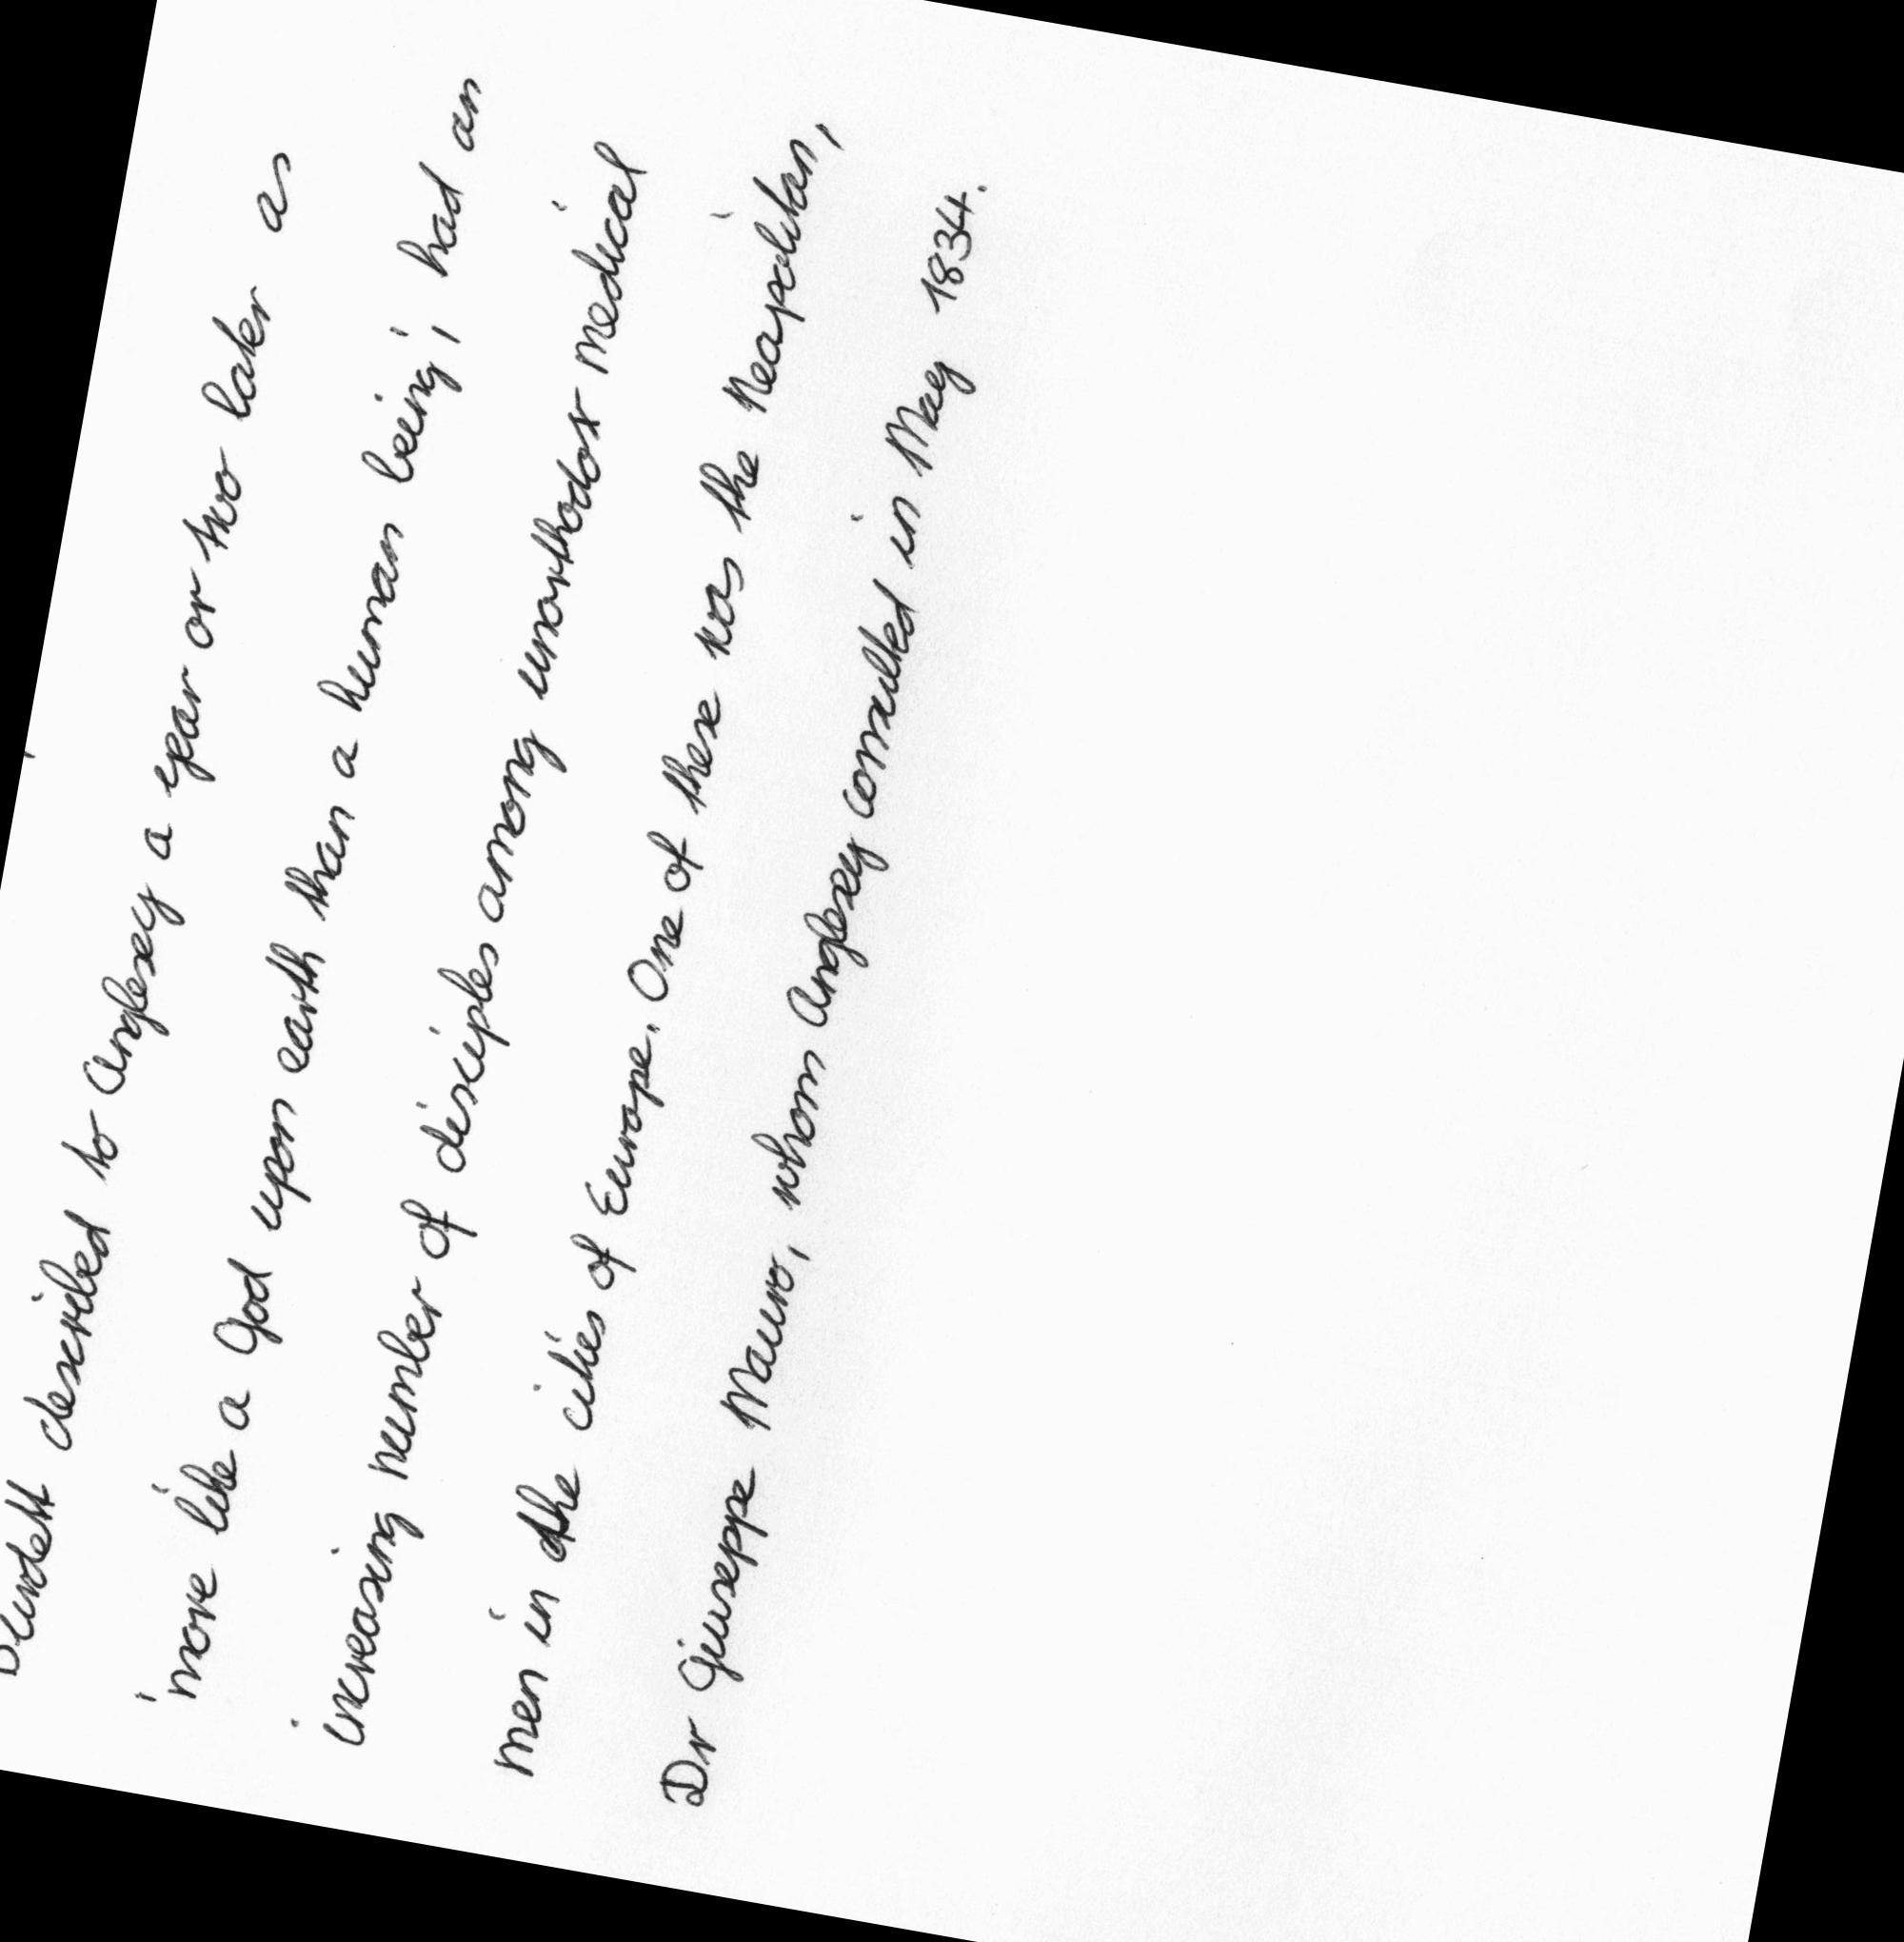 Burdett described to Anglesey a year or two later as
'more like a God upon earth than a human being', had an
increasing number of disciples among unorthodox medical
men in the cities of Europe. One of these was the Neapolitan,
Dr Giuseppe Mauro, whom Anglesey consulted in May 1834.